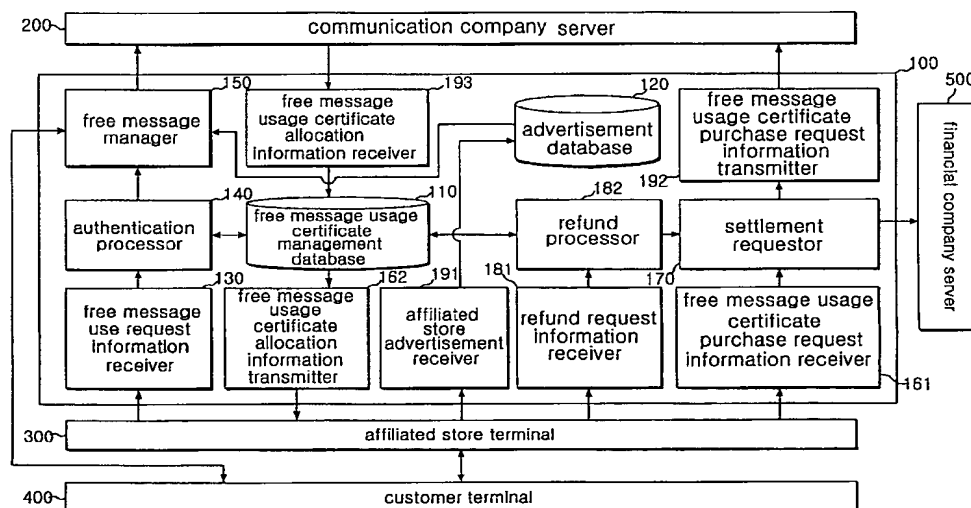 200
communication company server
150
free message
manager
193
free message
usage certificate
allocation
information receiver
120
advertisement
database
100
free message
usage certificate
purchase request
information
transmitter
192
500
financial company server
140
authentication
processor
110
free message usage
certificate
management
database
182
refund
processor
settlement
requestor
170
130
free message
use request
information
receiver
162
free message
usage
certificate
allocation
information
transmitter
191
affiliated
store
advertisement
receiver
181
refund request
information
receiver
free message usage
certificate
purchase request
information receiver
161
300
affiliated store terminal
400
customer terminal